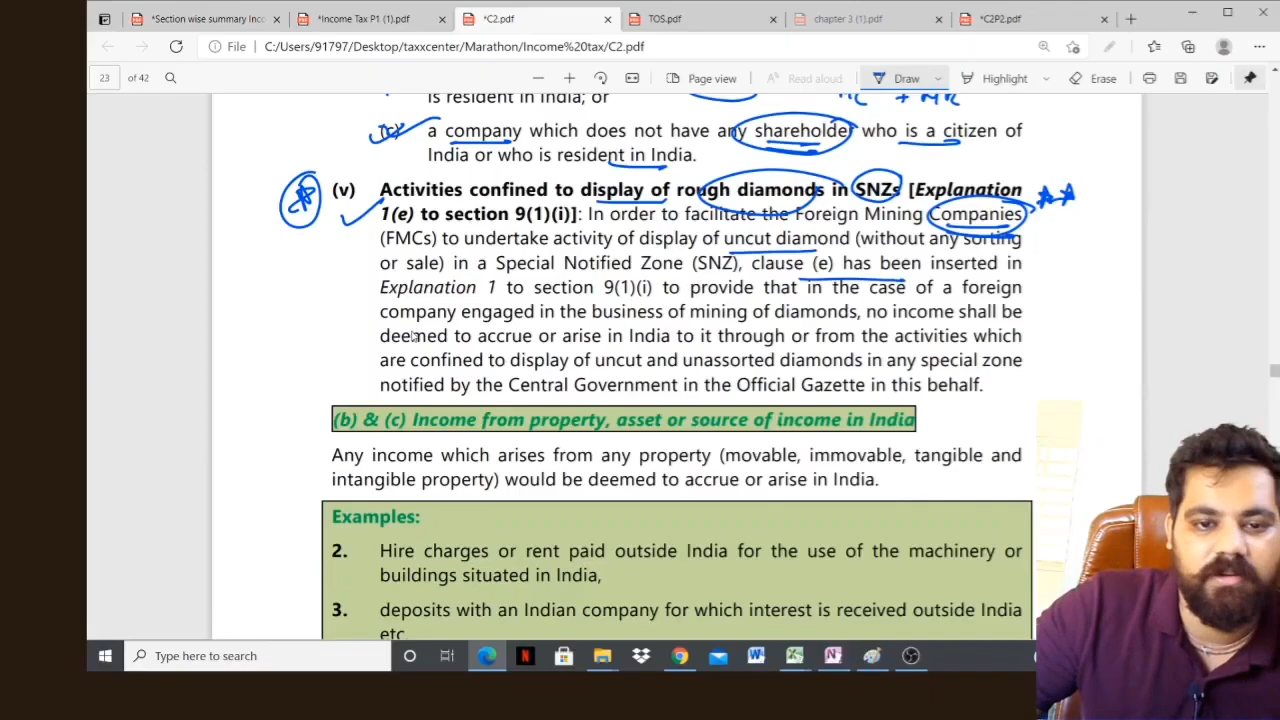 *Section wise summary Inco
*Income Tax P1 (1).pdf
*C2.pdf
TOS.pdf
chapter 3 (1).pdf
*C2P2.pdf
File
C:/Users/91797/Desktop/taxxcenter/Marathon/Income%20tax/C2.pdf
23 of 42
Page view
Read aloud
Draw
Highlight
Erase
is resident in India; or
(c) a company which does not have any shareholder who is a citizen of
India or who is resident in India.
(v) Activities confined to display of rough diamonds in SNZs [Explanation
1(e) to section 9(1)(i)]: In order to facilitate the Foreign Mining Companies
(FMCs) to undertake activity of display of uncut diamond (without any sorting
or sale) in a Special Notified Zone (SNZ), clause (e) has been inserted in
Explanation 1 to section 9(1)(i) to provide that in the case of a foreign
company engaged in the business of mining of diamonds, no income shall be
deemed to accrue or arise in India to it through or from the activities which
are confined to display of uncut and unassorted diamonds in any special zone
notified by the Central Government in the Official Gazette in this behalf.
(b) & (c) Income from property, asset or source of income in India
Any income which arises from any property (movable, immovable, tangible and
intangible property) would be deemed to accrue or arise in India.
Examples:
2. Hire charges or rent paid outside India for the use of the machinery or
buildings situated in India,
3. deposits with an Indian company for which interest is received outside India
etc.
Type here to search